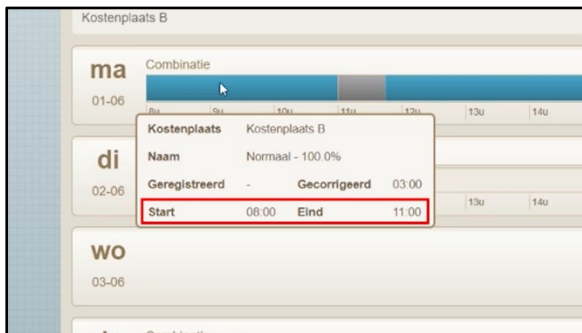 Kostenplaats B
ma
Combinatie
01-06
8u 9u 10u 11u 12u 13u 14u
Kostenplaats Kostenplaats B
Naam Normaal - 100.0%
Geregistreerd - Gecorrigeerd 03:00
Start 08:00 Eind 11:00
di
02-06
13u 14u
wo
03-06